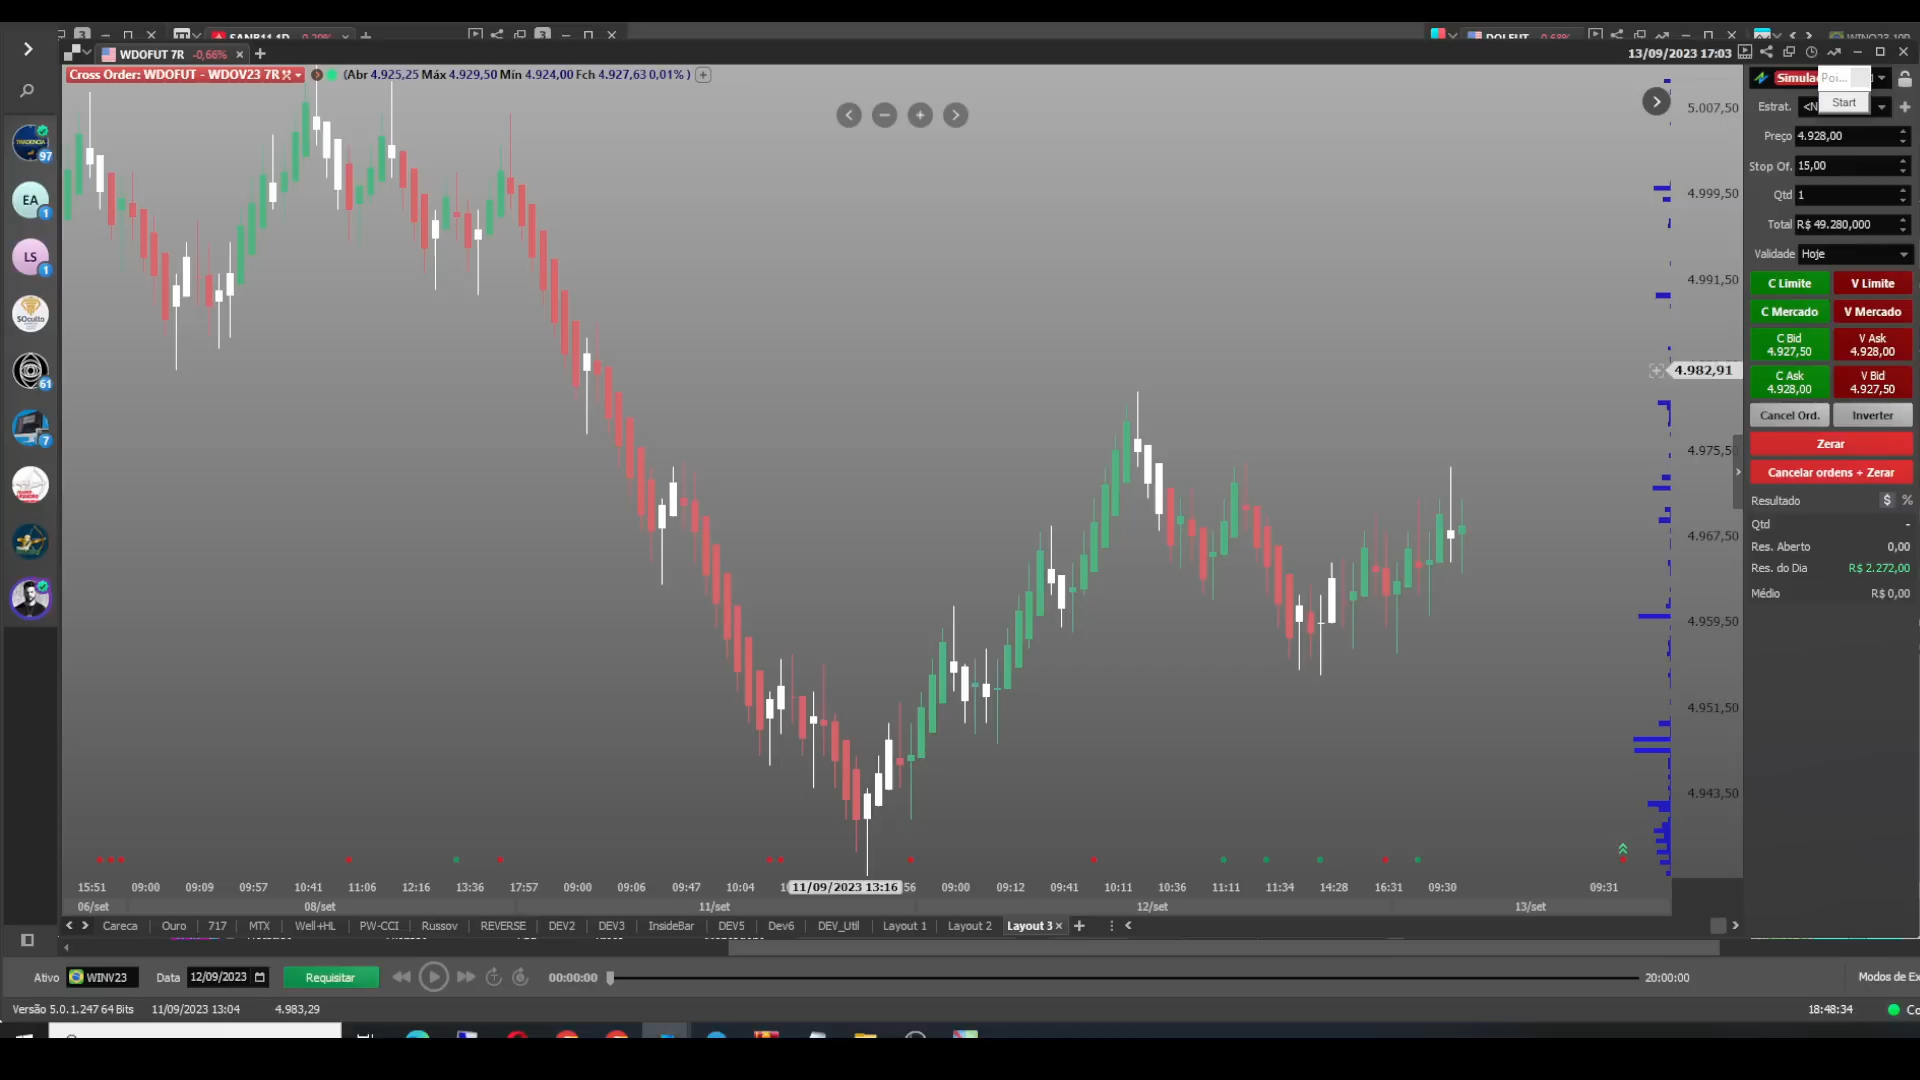 SANB11 1D -0,20%
DOLFUT -0,68%
WINQ23 10R
WDOFUT 7R -0,66%
13/09/2023 17:03
Cross Order: WDOFUT - WDOV23 7R
(Abr 4.925,25 Máx 4.929,50 Mín 4.924,00 Fch 4.927,63 0,01% )
Simulad
Poi...
Start
Estrat. <N
Preço 4.928,00
Stop Of. 15,00
Qtd 1
Total R$ 49.280,000
Validade Hoje
C Limite V Limite
C Mercado V Mercado
C Bid 4.927,50 V Ask 4.928,00
C Ask 4.928,00 V Bid 4.927,50
Cancel Ord. Inverter
Zerar
Cancelar ordens + Zerar
Resultado $ %
Qtd -
Res. Aberto 0,00
Res. do Dia R$ 2.272,00
Médio R$ 0,00
5.007,50
4.999,50
4.991,50
4.982,91
4.975,5
4.967,50
4.959,50
4.951,50
4.943,50
TRADENCIA
97
EA
1
LS
1
SOculto
61
7
15:51 09:00 09:09 09:57 10:41 11:06 12:16 13:36 17:57 09:00 09:06 09:47 10:04 1 11/09/2023 13:16 56 09:00 09:12 09:41 10:11 10:36 11:11 11:34 14:28 16:31 09:30 09:31
06/set 08/set 11/set 12/set 13/set
Careca Ouro 717 MTX Well+HL PW-CCI Russov REVERSE DEV2 DEV3 InsideBar DEV5 Dev6 DEV_Util Layout 1 Layout 2 Layout 3
Ativo WINV23 Data 12/09/2023 Requisitar 00:00:00 20:00:00 Modos de Ex
Versão 5.0.1.247 64 Bits 11/09/2023 13:04 4.983,29 18:48:34 Co